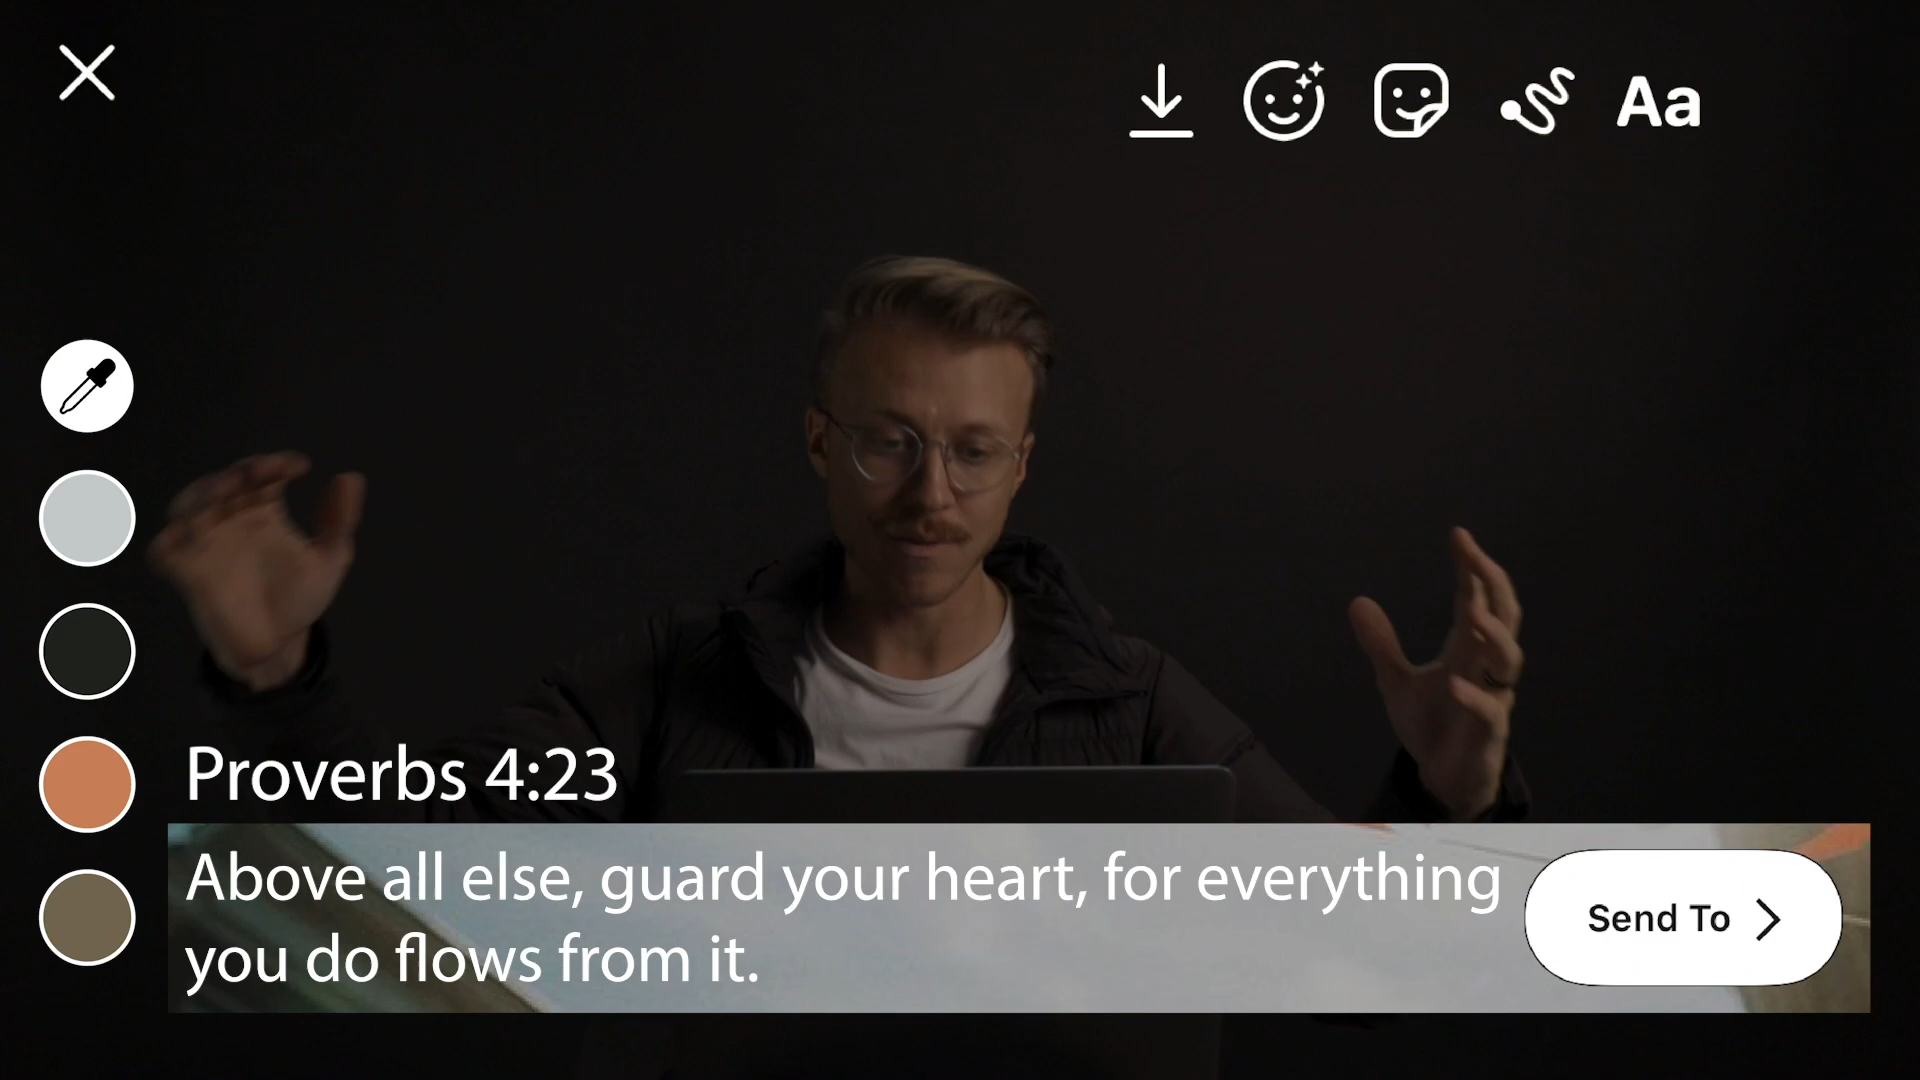 Aa
Proverbs 4:23
Above all else, guard your heart, for everything
you do flows from it.
Send To